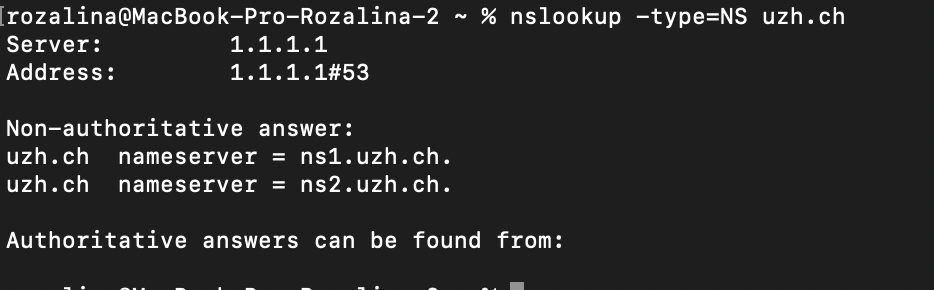 [rozalina@MacBook-Pro-Rozalina-2 ~ % nslookup -type=NS uzh.ch
Server: 1.1.1.1
Address: 1.1.1.1#53
Non-authoritative answer:
uzh.ch nameserver = ns1.uzh.ch.
uzh.ch nameserver = ns2.uzh.ch.
Authoritative answers can be found from: